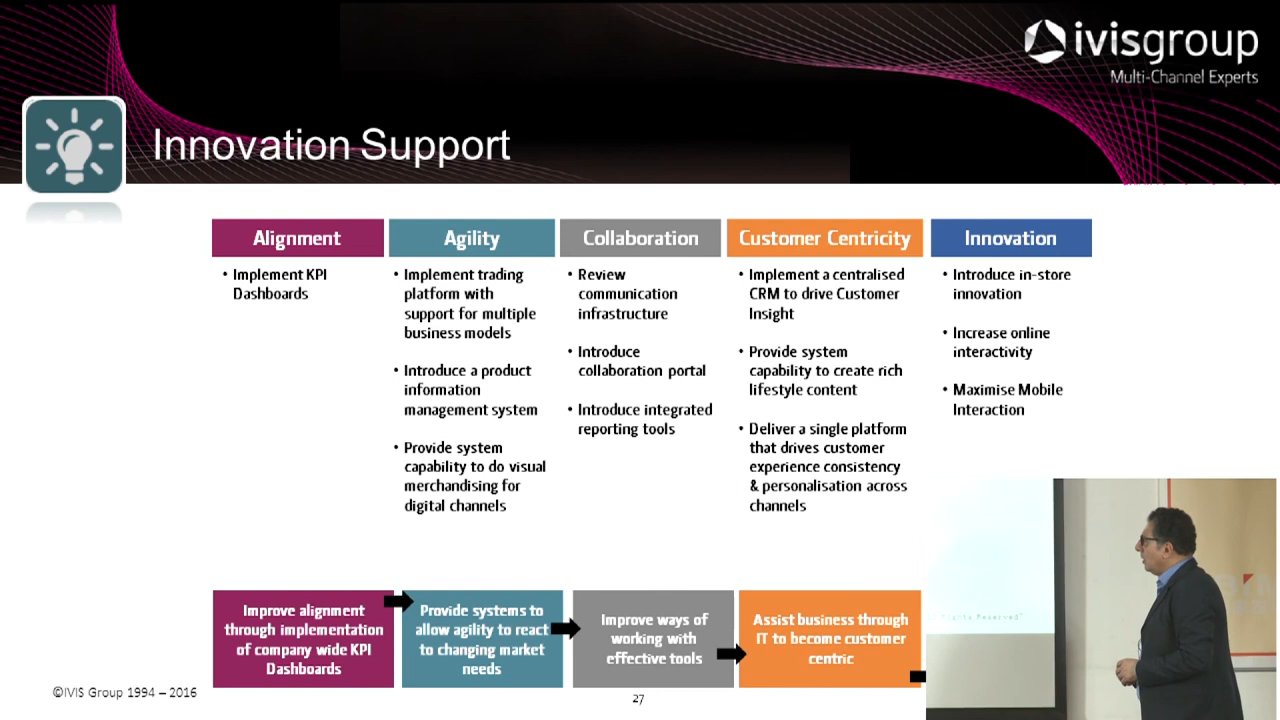 ivisgroup
Multi-Channel Experts
Innovation Support
Alignment
• Implement KPI
Dashboards
Agility
• Implement trading
platform with
support for multiple
business models
• Introduce a product
information
management system
• Provide system
capability to do visual
merchandising for
digital channels
Collaboration
• Review
communication
infrastructure
• Introduce
collaboration portal
• Introduce integrated
reporting tools
Customer Centricity
• Implement a centralised
CRM to drive Customer
Insight
• Provide system
capability to create rich
lifestyle content
• Deliver a single platform
that drives customer
experience consistency
& personalisation across
channels
Innovation
• Introduce in-store
innovation
• Increase online
interactivity
• Maximise Mobile
Interaction
Improve alignment
through implementation
of company wide KPI
Dashboards
Provide systems to
allow agility to react
to changing market
needs
Improve ways of
working with
effective tools
Assist business through
IT to become customer
centric
Rights Reserved"
©IVIS Group 1994 – 2016
27